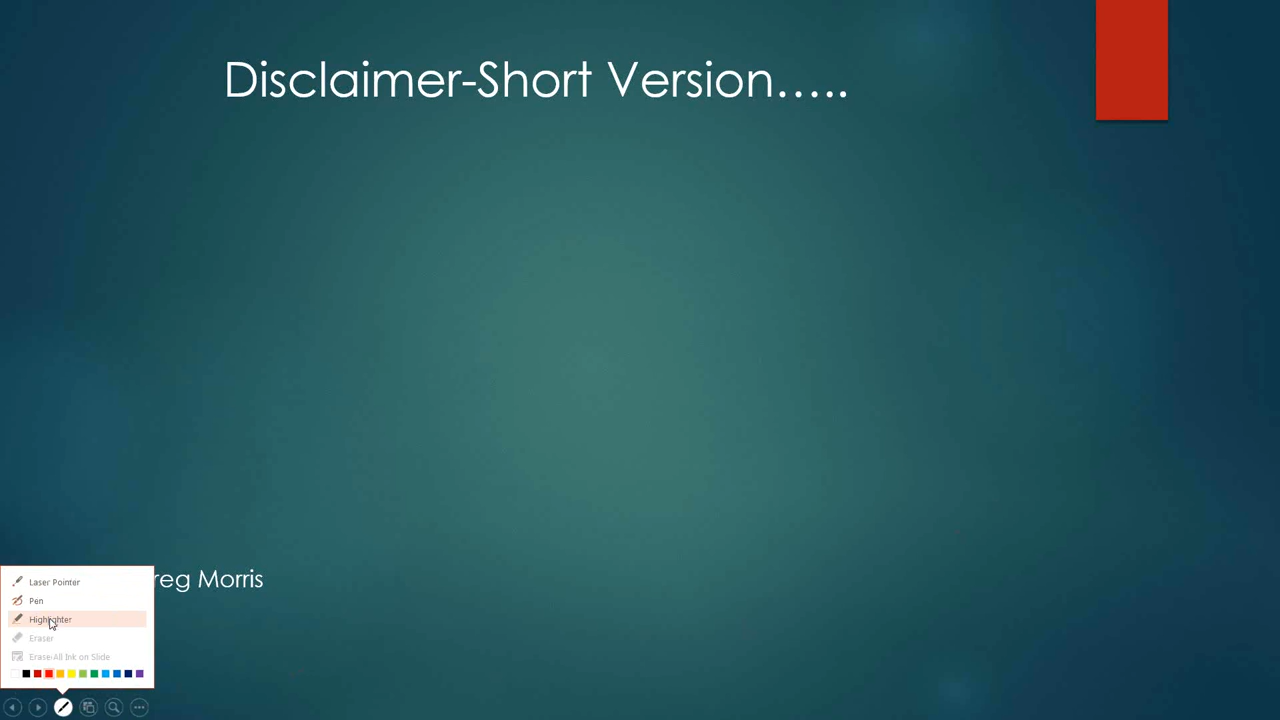 Disclaimer-Short Version.....
reg Morris
Laser Pointer
Pen
Highlighter
Eraser
Erase All Ink on Slide